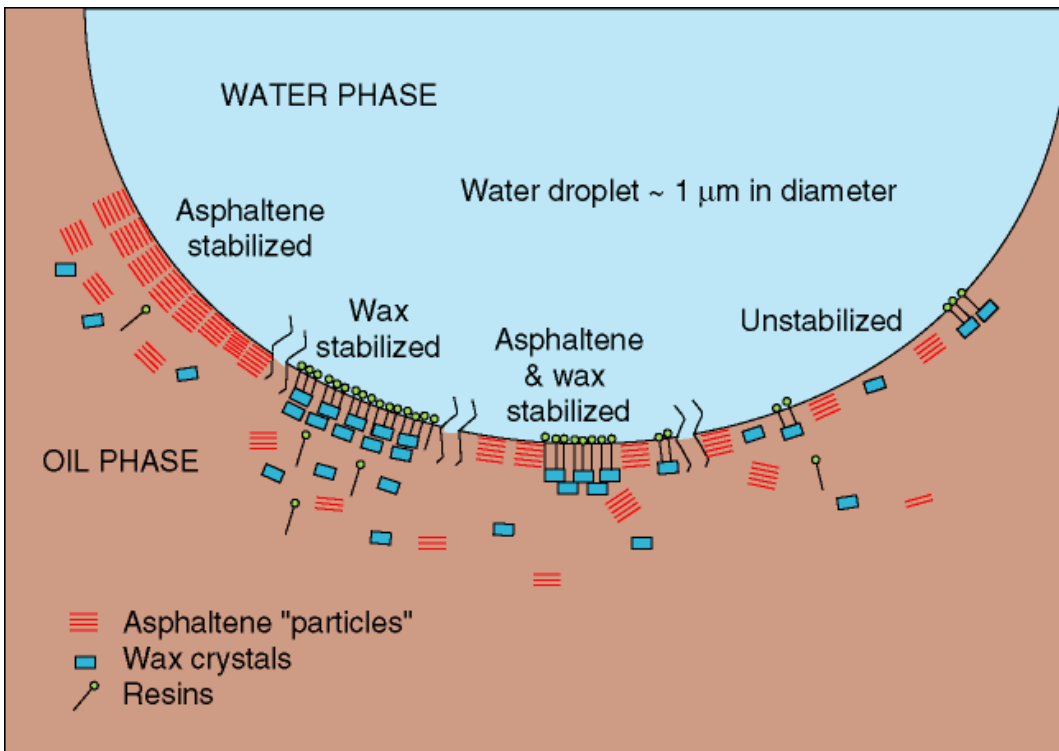 WATER PHASE
Water droplet ~ 1 μm in diameter
Asphaltene
stabilized
Wax
stabilized
Asphaltene
& wax
stabilized
Unstabilized
OIL PHASE
Asphaltene "particles"
Wax crystals
Resins